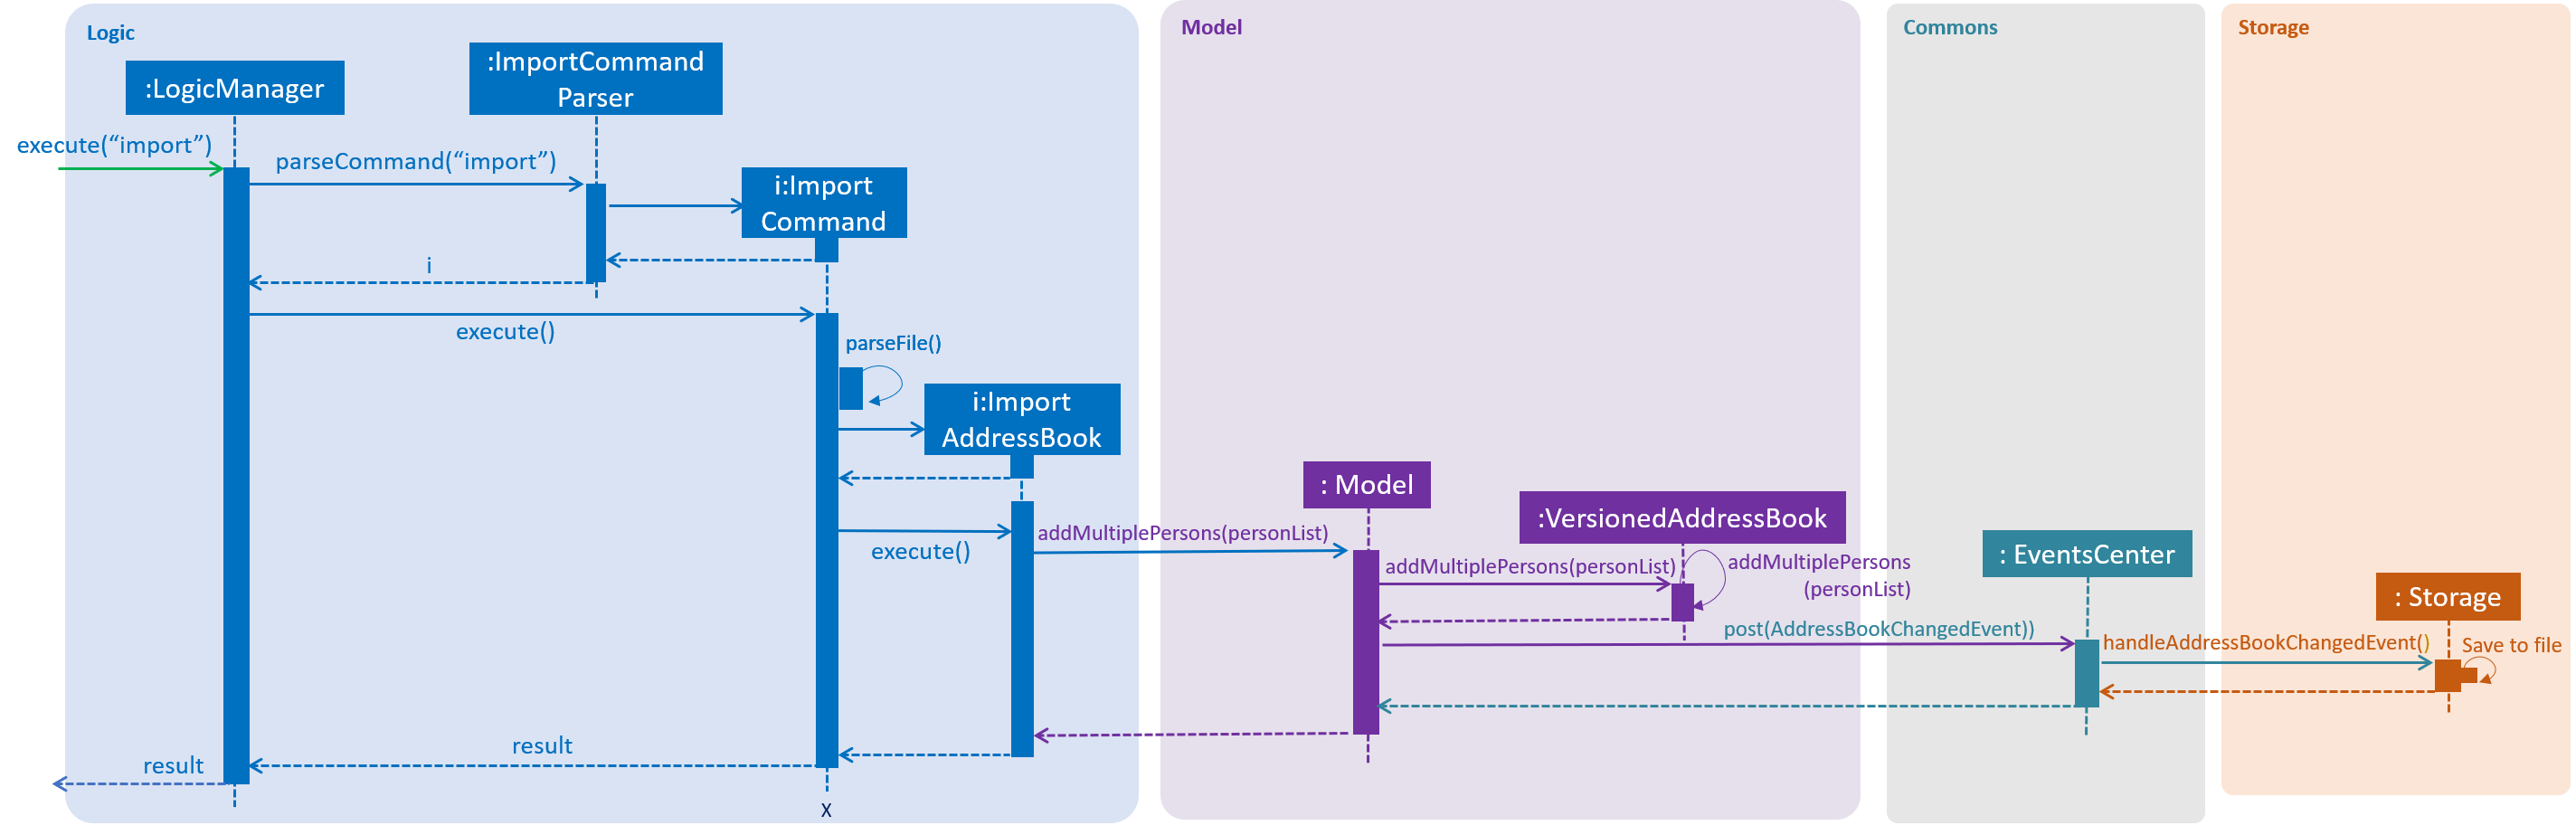 Logic
Model
Commons
Storage
:LogicManager
:ImportCommand
Parser
execute(“import”)
parseCommand(“import”)
i:Import
Command
i
execute()
parseFile()
i:Import
AddressBook
execute()
addMultiplePersons(personList)
: Model
:VersionedAddressBook
addMultiplePersons(personList)
addMultiplePersons
(personList)
: EventsCenter
post(AddressBookChangedEvent))
: Storage
handleAddressBookChangedEvent()
Save to file
result
result
X